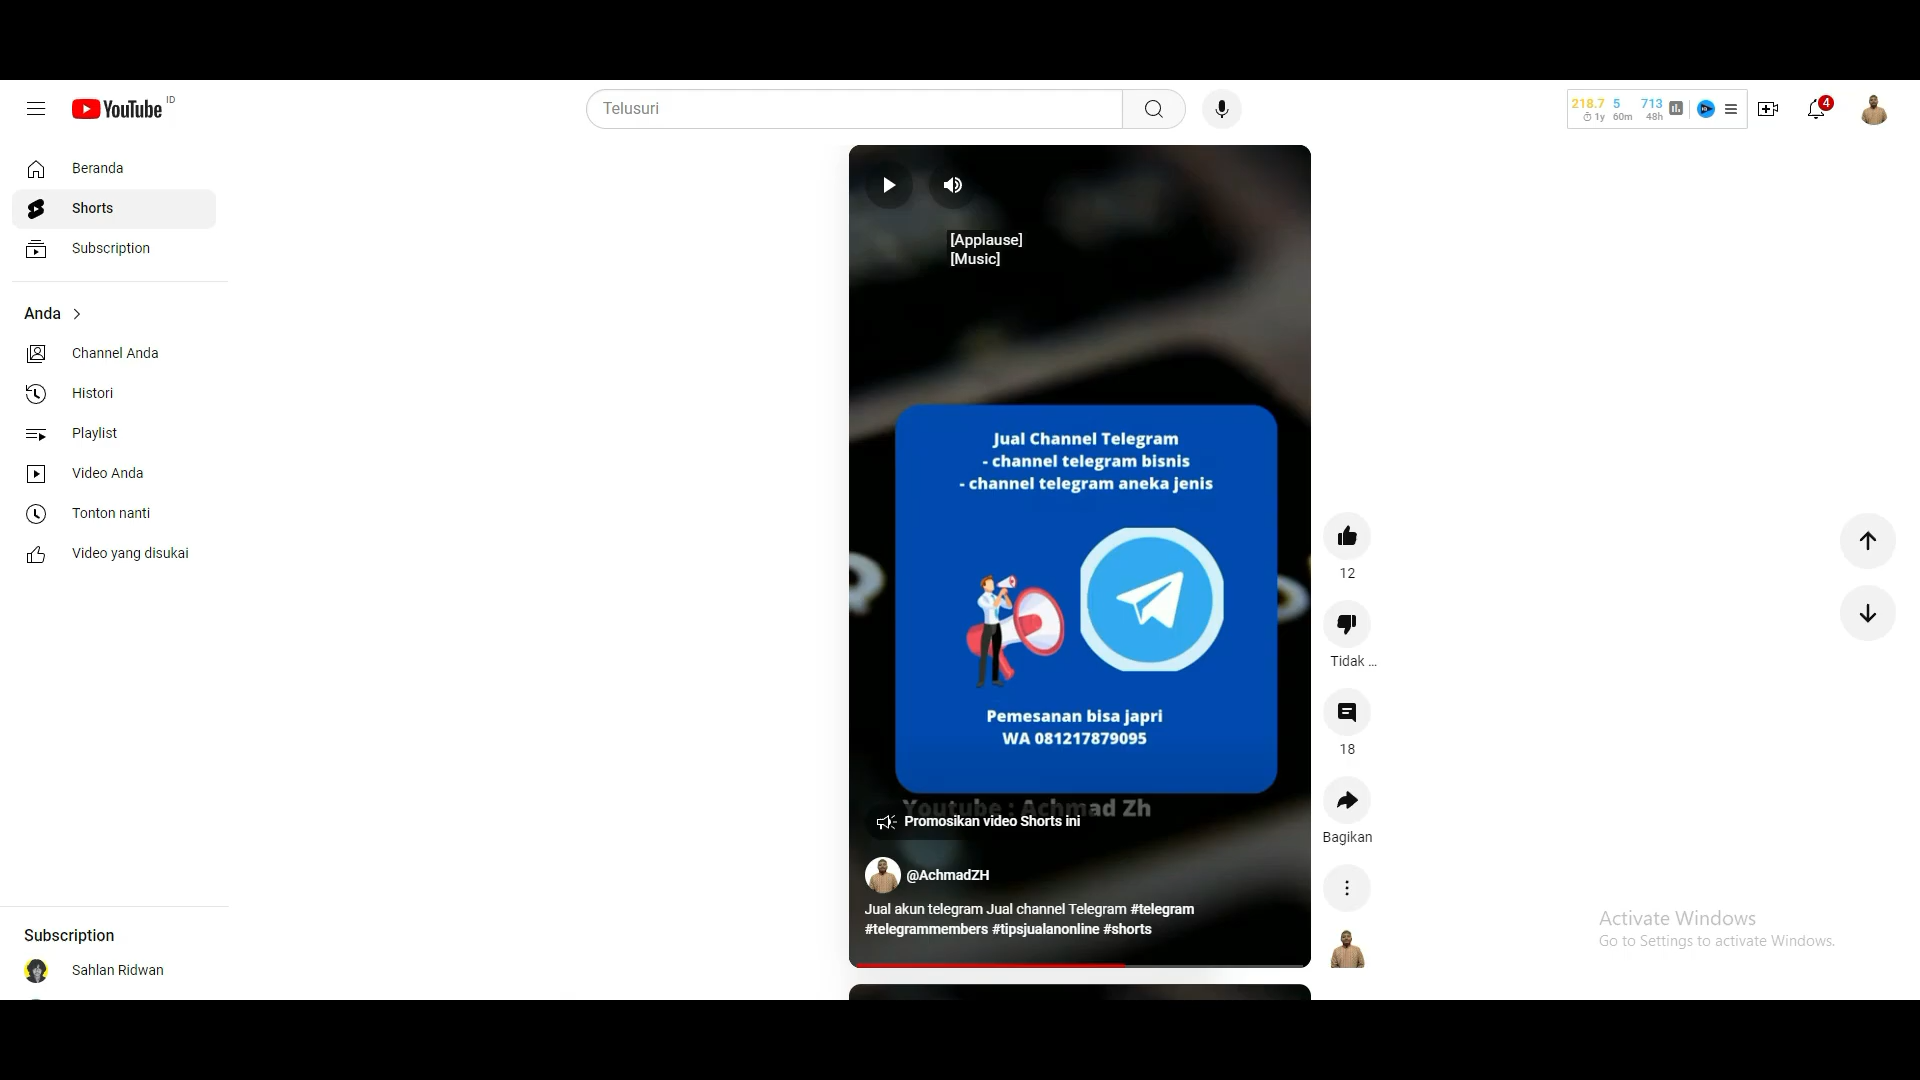 YouTube ID
Telusuri
218.7 5 713
1y 60m 48h
4
Beranda
Shorts
Subscription
Anda
Channel Anda
Histori
Playlist
Video Anda
Tonton nanti
Video yang disukai
Subscription
Sahlan Ridwan
[Applause]
[Music]
Jual Channel Telegram
- channel telegram bisnis
- channel telegram aneka jenis
Pemesanan bisa japri
WA 081217879095
Youtube : Achmad Zh
Promosikan video Shorts ini
@AchmadZH
Jual akun telegram Jual channel Telegram #telegram
#telegrammembers #tipsjualanonline #shorts
12
Tidak ...
18
Bagikan
Activate Windows
Go to Settings to activate Windows.